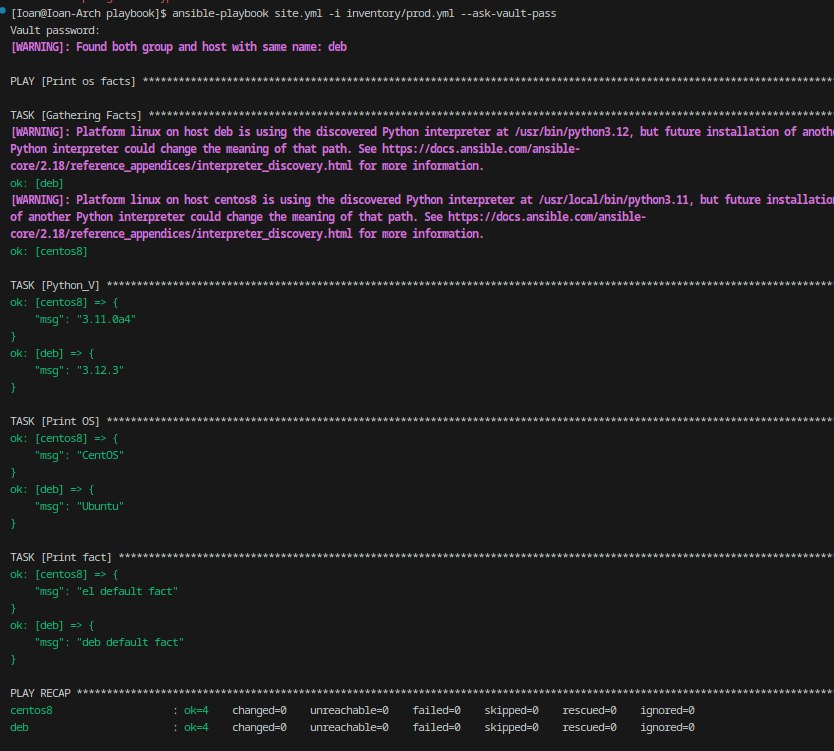 [Ioan@Ioan-Arch playbook]$ ansible-playbook site.yml -i inventory/prod.yml --ask-vault-pass
Vault password:
[WARNING]: Found both group and host with same name: deb
PLAY [Print os facts] ********************************************************************************************************************
TASK [Gathering Facts] *******************************************************************************************************************
[WARNING]: Platform linux on host deb is using the discovered Python interpreter at /usr/bin/python3.12, but future installation of
Python interpreter could change the meaning of that path. See https://docs.ansible.com/ansible-
core/2.18/reference_appendices/interpreter_discovery.html for more information.
ok: [deb]
[WARNING]: Platform linux on host centos8 is using the discovered Python interpreter at /usr/local/bin/python3.11, but future
of another Python interpreter could change the meaning of that path. See https://docs.ansible.com/ansible-
core/2.18/reference_appendices/interpreter_discovery.html for more information.
ok: [centos8]
TASK [Python_V] **************************************************************************************************************************
ok: [centos8] => {
    "msg": "3.11.0a4"
}
ok: [deb] => {
    "msg": "3.12.3"
}
TASK [Print OS] **************************************************************************************************************************
ok: [centos8] => {
    "msg": "CentOS"
}
ok: [deb] => {
    "msg": "Ubuntu"
}
TASK [Print fact] ************************************************************************************************************************
ok: [centos8] => {
    "msg": "el default fact"
}
ok: [deb] => {
    "msg": "deb default fact"
}
PLAY RECAP *******************************************************************************************************************************
centos8                    : ok=4    changed=0    unreachable=0    failed=0    skipped=0    rescued=0    ignored=0
deb                        : ok=4    changed=0    unreachable=0    failed=0    skipped=0    rescued=0    ignored=0